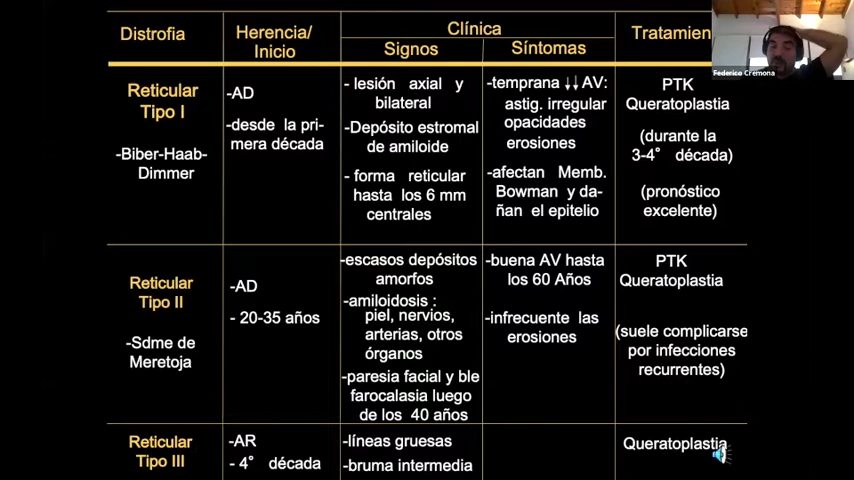 Distrofia
Herencia/
Inicio
Clínica
Signos
Síntomas
Tratamien
Federico Cremona
Reticular
Tipo I
-Biber-Haab-
Dimmer
-AD
-desde la pri-
mera década
- lesión axial y
bilateral
-Depósito estromal
de amiloide
- forma reticular
hasta los 6 mm
centrales
-temprana ↓↓ AV:
astig. irregular
opacidades
erosiones
-afectan Memb.
Bowman y da-
ñan el epitelio
PTK
Queratoplastia
(durante la
3-4° década)
(pronóstico
excelente)
Reticular
Tipo II
-Sdme de
Meretoja
-AD
- 20-35 años
-escasos depósitos
amorfos
-amiloidosis :
piel, nervios,
arterias, otros
órganos
-paresia facial y ble
farocalasia luego
de los 40 años
-buena AV hasta
los 60 Años
-infrecuente las
erosiones
PTK
Queratoplastia
(suele complicarse
por infecciones
recurrentes)
Reticular
Tipo III
-AR
- 4° década
-líneas gruesas
-bruma intermedia
Queratoplastia